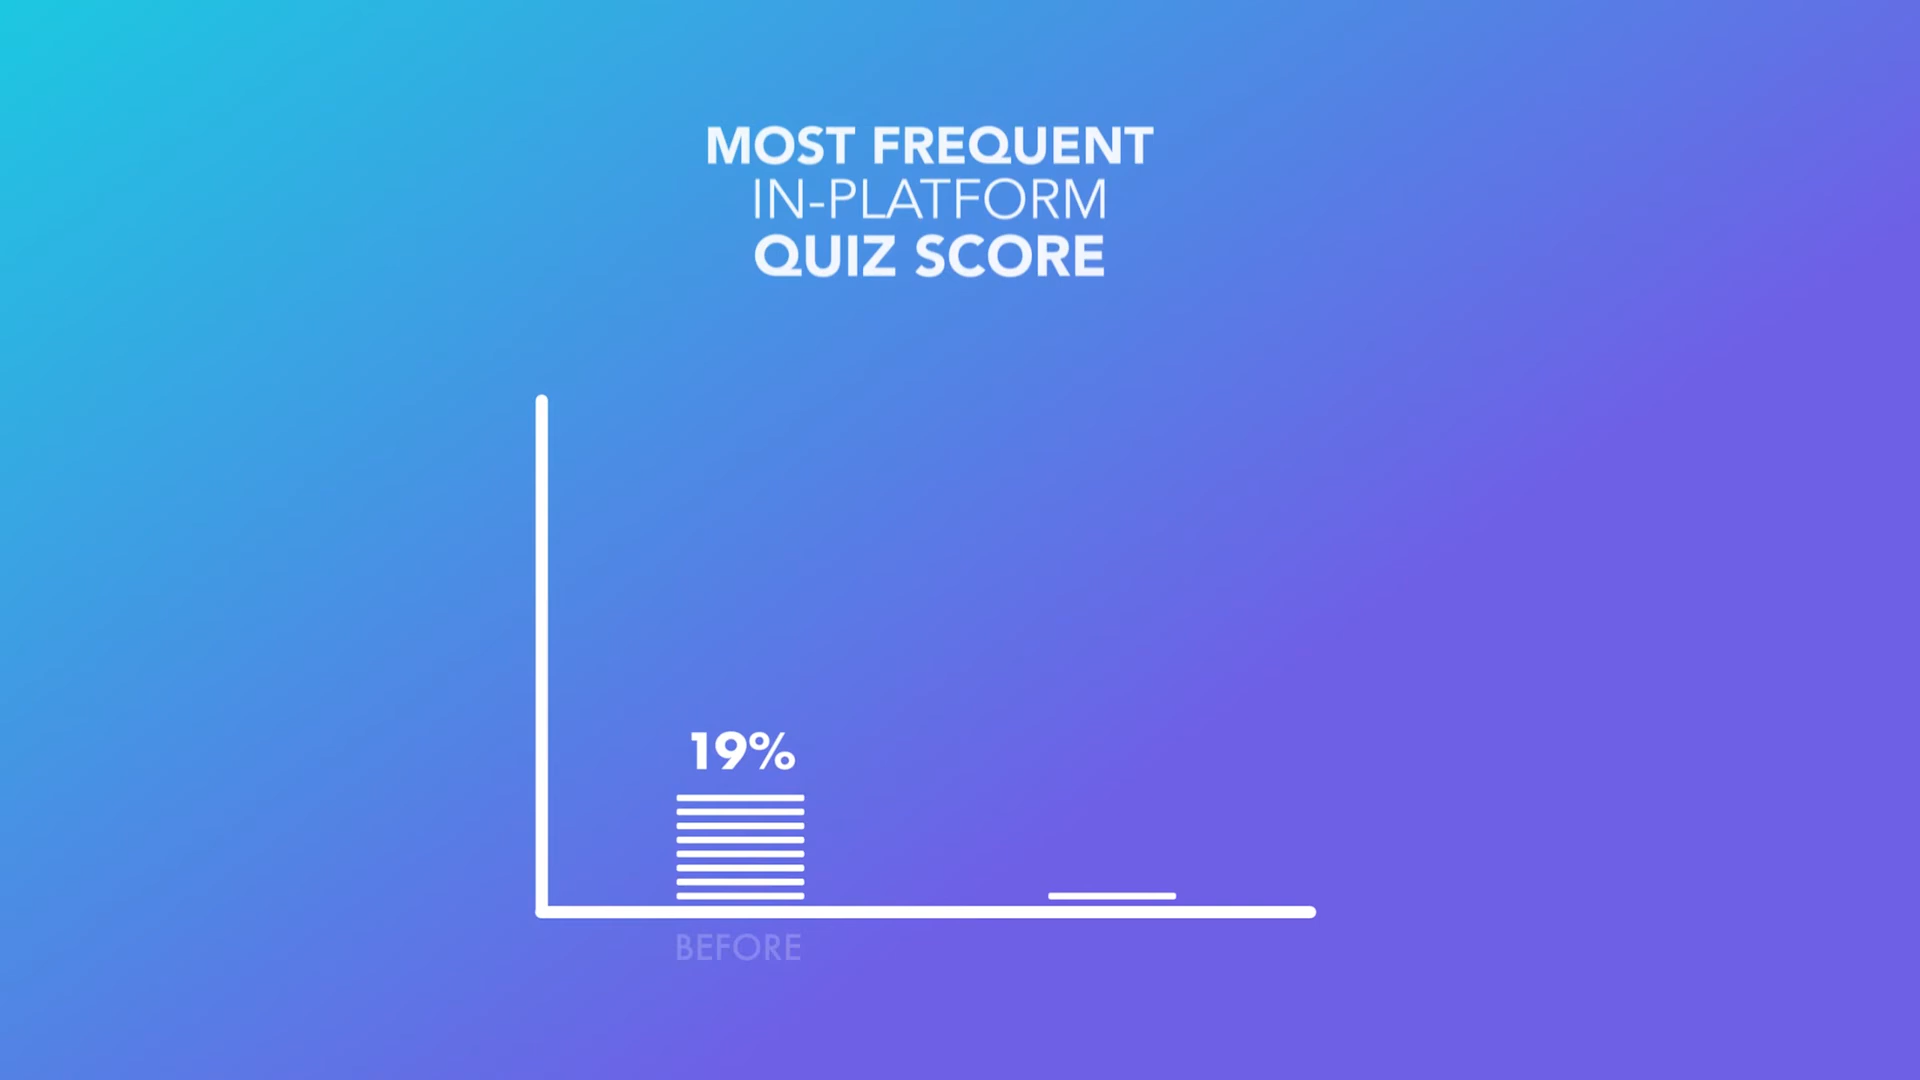 MOST FREQUENT
IN-PLATFORM
QUIZ SCORE
19%
BEFORE